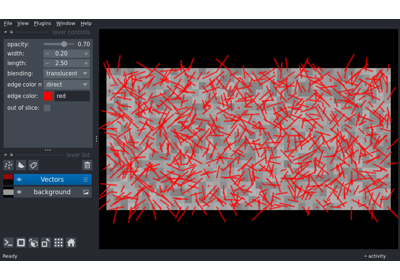 File View Plugins Window Help
layer controls
opacity: 0.70
width: 0.20
length: 2.50
blending: translucent
edge color m direct
edge color: red
out of slice:
layer list
Vectors
background
Ready
activity